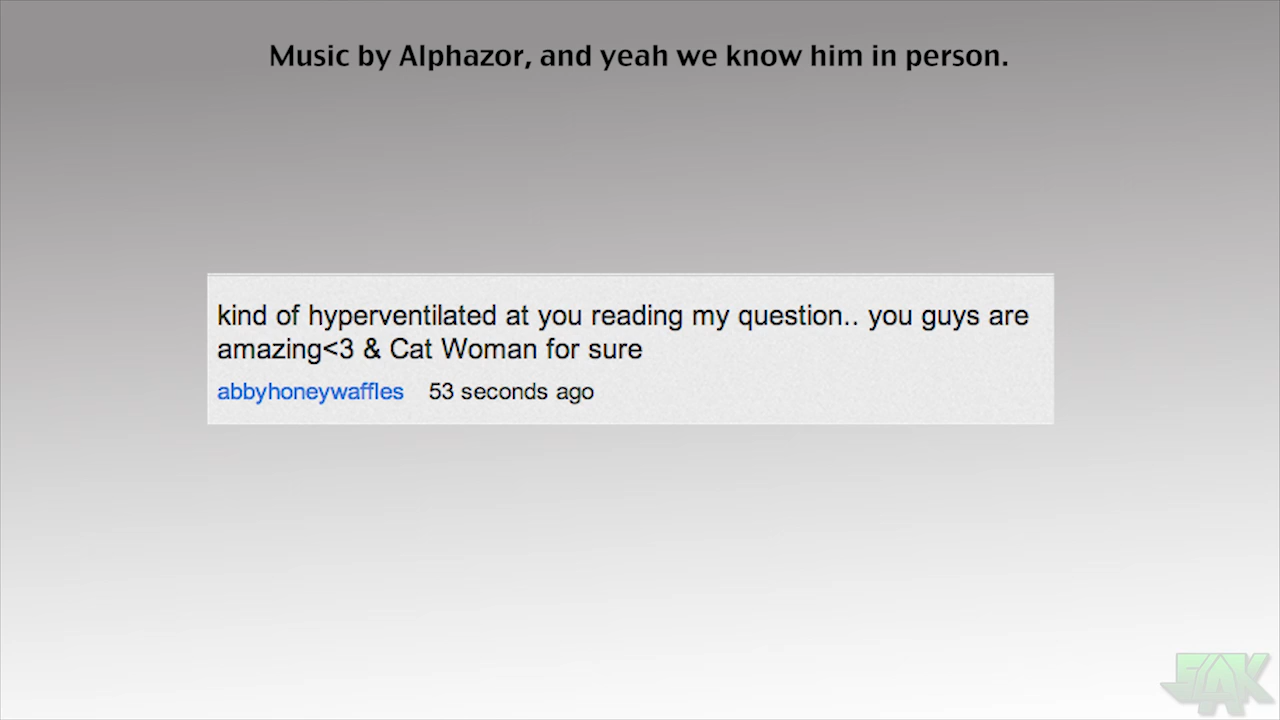 Music by Alphazor, and yeah we know him in person.
kind of hyperventilated at you reading my question.. you guys are
amazing<3 & Cat Woman for sure
abbyhoneywaffles 53 seconds ago
SLAK